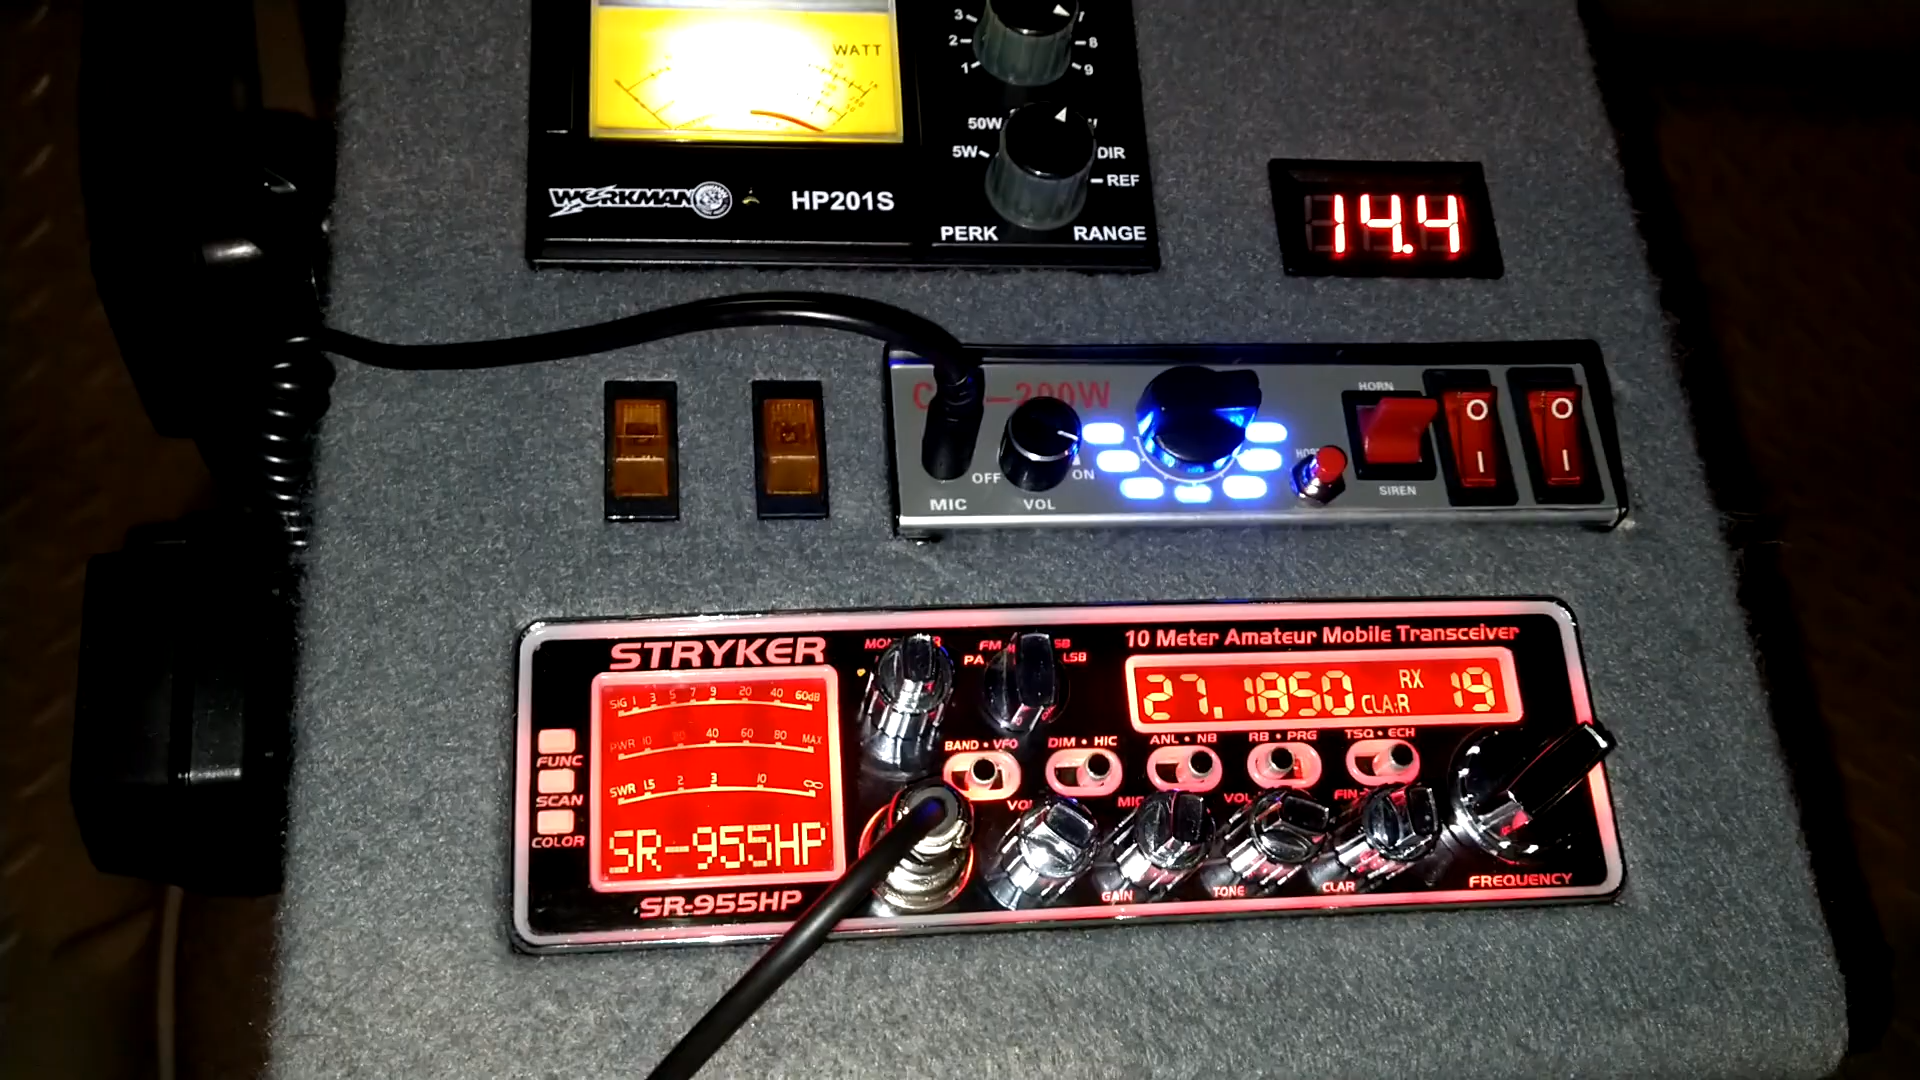 WATT
3
2 8
1 9
50W
5W DIR
REF
WORKMAN HP201S
PERK RANGE
14.4
—200W
HORN
OFF ON
MIC VOL
SIREN
STRYKER
10 Meter Amateur Mobile Transceiver
FM
PA LSB
SIG 1 3 5 7 9 20 40 60dB
PWR 10 20 40 60 80 MAX
SWR 1.5 2 3 10 ∞
SR-955HP
SR-955HP
27.1850 RX 19
CLA:R
FUNC
SCAN
COLOR
BAND • VFO DIM • HIC ANL • NB RB • PRG TSQ • ECH
GAIN TONE CLAR
FREQUENCY